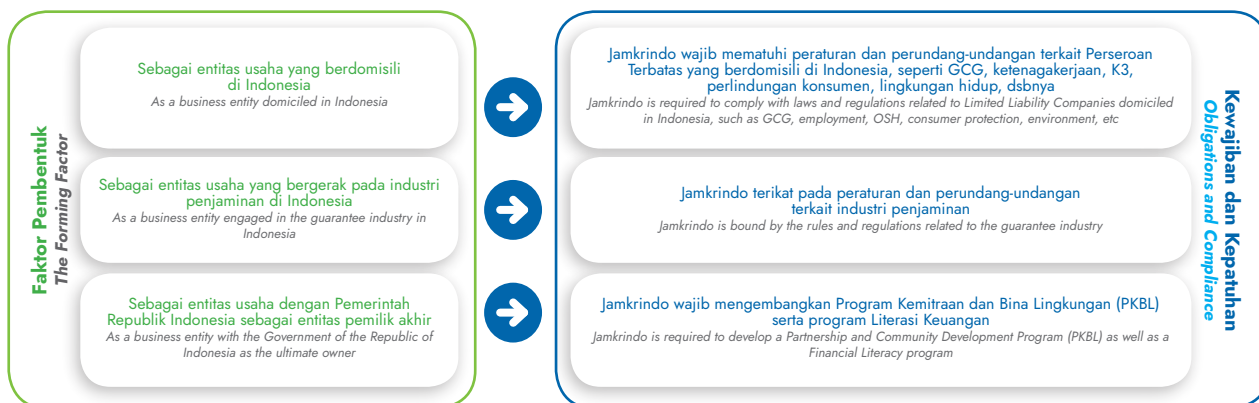 Faktor Pembentuk
The Forming Factor
Sebagai entitas usaha yang berdomisili
di Indonesia
As a business entity domiciled in Indonesia
Jamkrindo wajib mematuhi peraturan dan perundang-undangan terkait Perseroan
Terbatas yang berdomisili di Indonesia, seperti GCG, ketenagakerjaan, K3,
perlindungan konsumen, lingkungan hidup, dsbnya
Jamkrindo is required to comply with laws and regulations related to Limited Liability Companies domiciled
in Indonesia, such as GCG, employment, OSH, consumer protection, environment, etc
Sebagai entitas usaha yang bergerak pada industri
penjaminan di Indonesia
As a business entity engaged in the guarantee industry in
Indonesia
Jamkrindo terikat pada peraturan dan perundang-undangan
terkait industri penjaminan
Jamkrindo is bound by the rules and regulations related to the guarantee industry
Sebagai entitas usaha dengan Pemerintah
Republik Indonesia sebagai entitas pemilik akhir
As a business entity with the Government of the Republic of
Indonesia as the ultimate owner
Jamkrindo wajib mengembangkan Program Kemitraan dan Bina Lingkungan (PKBL)
serta program Literasi Keuangan
Jamkrindo is required to develop a Partnership and Community Development Program (PKBL) as well as a
Financial Literacy program
Kewajiban dan Kepatuhan
Obligations and Compliance